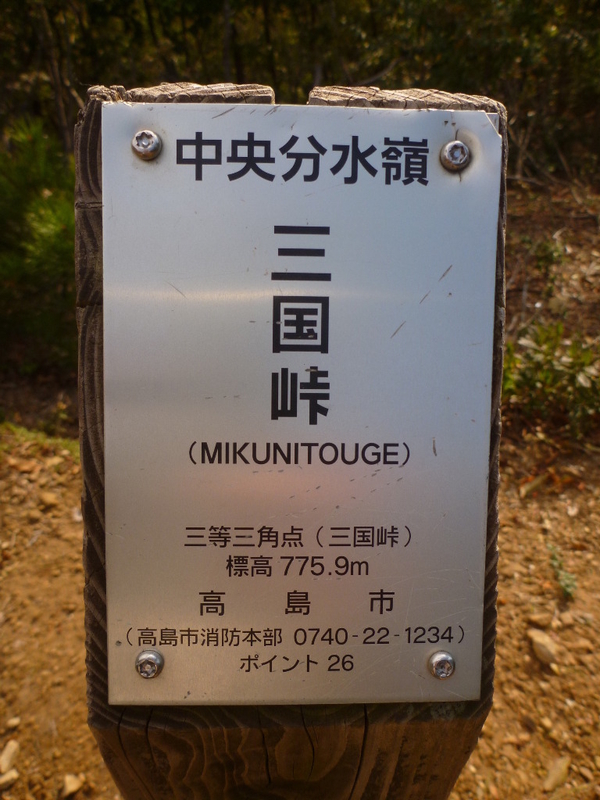 中央分水嶺
三国峠
（MIKUNITOUGE）
三等三角点（三国峠）
標高 775.9m
高島市
（高島市消防本部 0740-22-1234）
ポイント 26